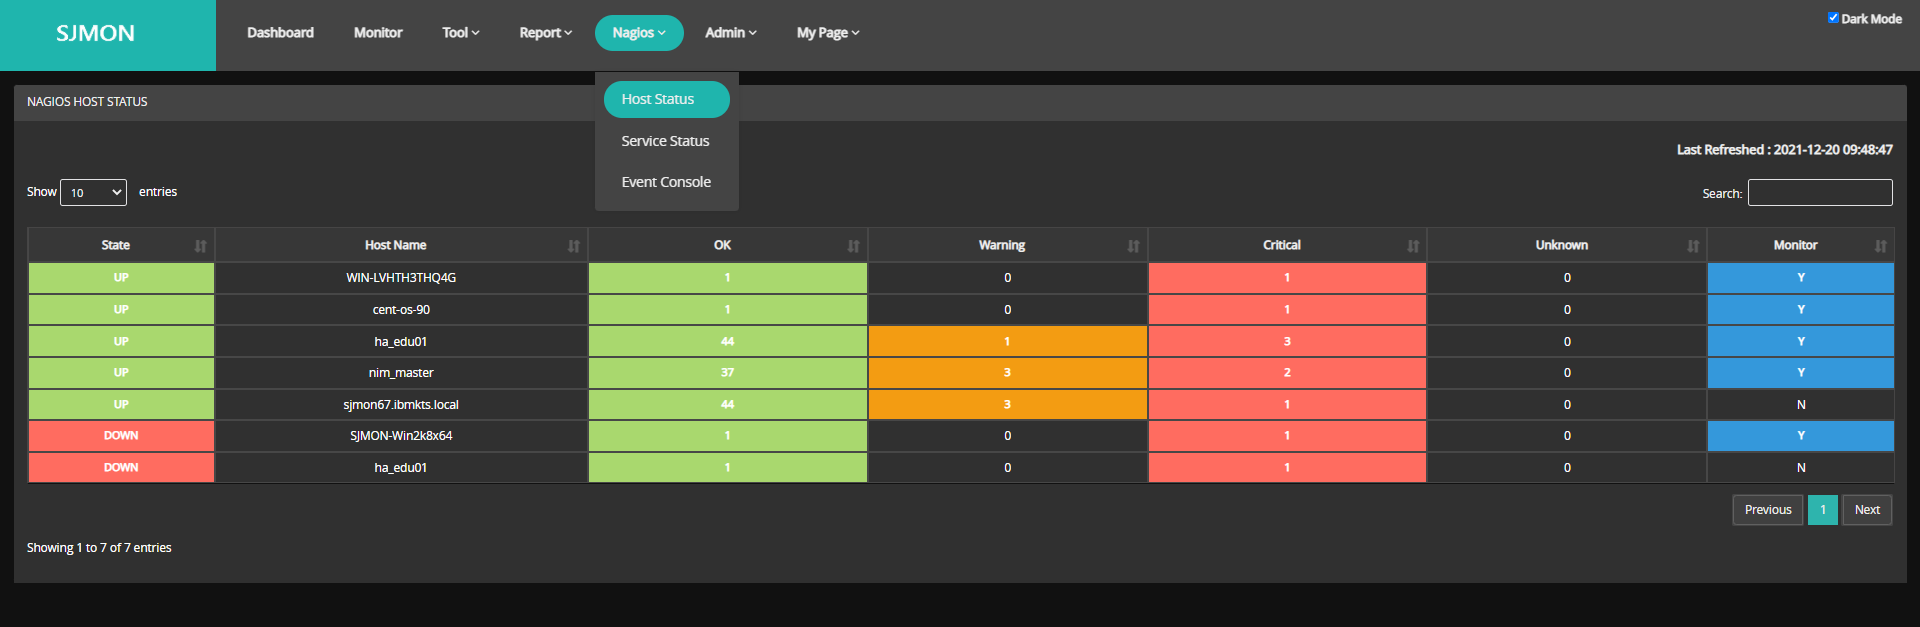 SJMON
Dashboard Monitor Tool Report Nagios Admin My Page
Dark Mode
Host Status
Service Status
Event Console
NAGIOS HOST STATUS
Last Refreshed : 2021-12-20 09:48:47
Show 10 entries
Search:
State Host Name OK Warning Critical Unknown Monitor
UP WIN-LVHTH3THQ4G 1 0 1 0 Y
UP cent-os-90 1 0 1 0 Y
UP ha_edu01 44 1 3 0 Y
UP nim_master 37 3 2 0 Y
UP sjmon67.ibmkts.local 44 3 1 0 N
DOWN SJMON-Win2k8x64 1 0 1 0 Y
DOWN ha_edu01 1 0 1 0 N
Previous 1 Next
Showing 1 to 7 of 7 entries